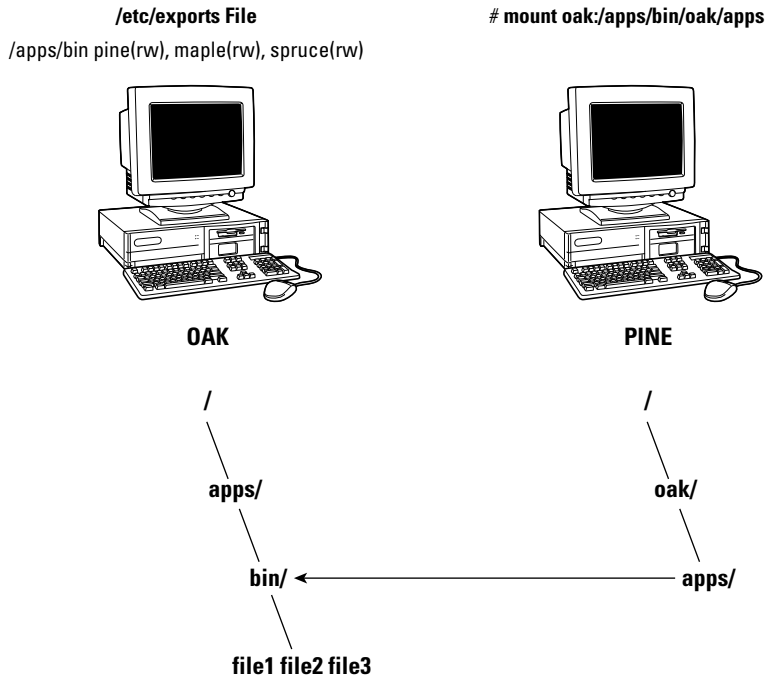 /etc/exports File
/apps/bin pine(rw), maple(rw), spruce(rw)
# mount oak:/apps/bin/oak/apps
OAK
PINE
/
apps/
bin/
file1 file2 file3
/
oak/
apps/